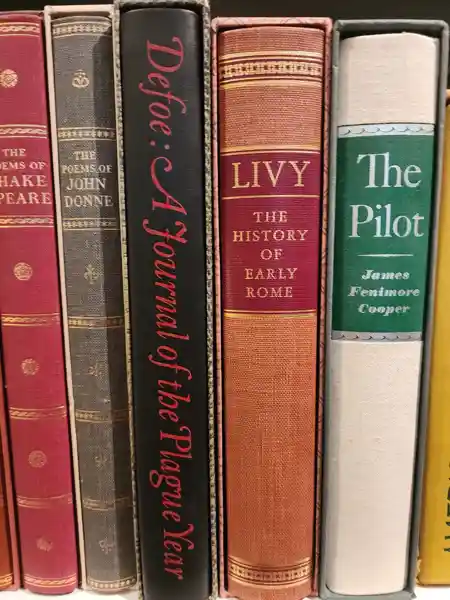 THE
POEMS OF
SHAKE
PEARE
THE
POEMS OF
JOHN
DONNE
Defoe: A Journal of the Plague Year
LIVY
THE
HISTORY
OF
EARLY
ROME
The
Pilot
James
Fenimore
Cooper